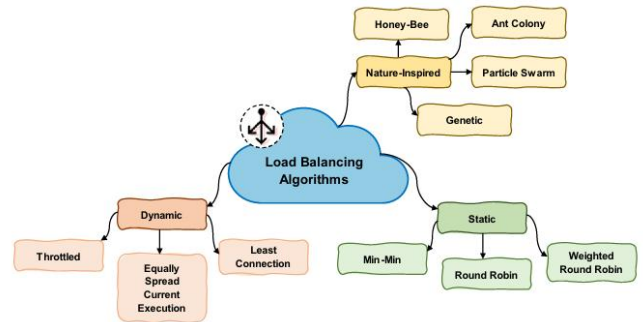 Honey-Bee
Ant Colony
Nature-Inspired
Particle Swarm
Genetic
Load Balancing
Algorithms
Dynamic
Throttled
Equally
Spread
Current
Execution
Least
Connection
Static
Min-Min
Round Robin
Weighted
Round Robin